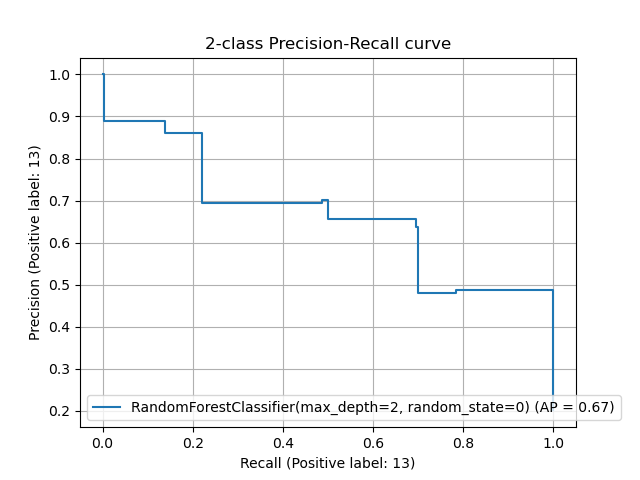 2-class Precision-Recall curve
1.0
0.9
0.8
0.7
0.6
0.5
0.4
0.3
0.2
Precision (Positive label: 13)
RandomForestClassifier(max_depth=2, random_state=0) (AP = 0.67)
0.0 0.2 0.4 0.6 0.8 1.0
Recall (Positive label: 13)